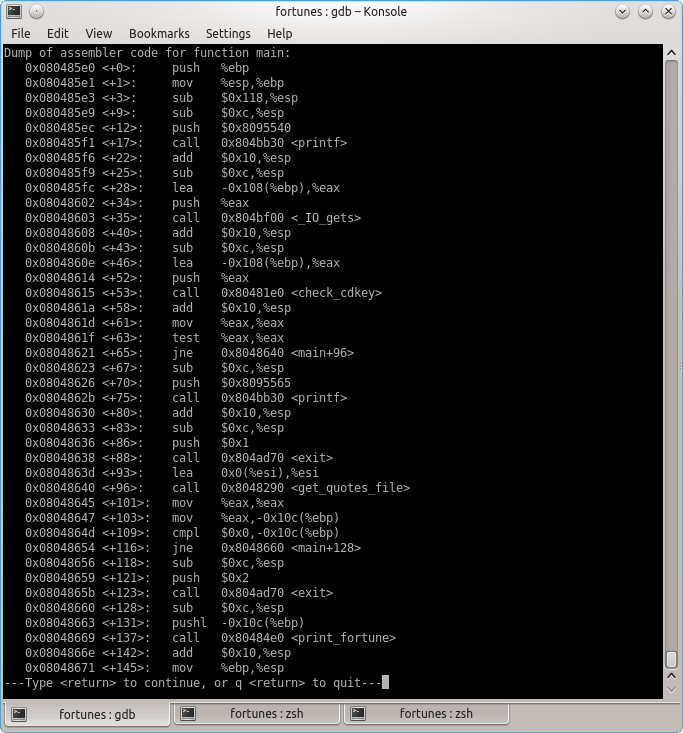 fortunes : gdb – Konsole
File Edit View Bookmarks Settings Help
Dump of assembler code for function main:
0x080485e0 <+0>: push %ebp
0x080485e1 <+1>: mov %esp,%ebp
0x080485e3 <+3>: sub $0x118,%esp
0x080485e9 <+9>: sub $0xc,%esp
0x080485ec <+12>: push $0x8095540
0x080485f1 <+17>: call 0x804bb30 <printf>
0x080485f6 <+22>: add $0x10,%esp
0x080485f9 <+25>: sub $0xc,%esp
0x080485fc <+28>: lea -0x108(%ebp),%eax
0x08048602 <+34>: push %eax
0x08048603 <+35>: call 0x804bf00 <_IO_gets>
0x08048608 <+40>: add $0x10,%esp
0x0804860b <+43>: sub $0xc,%esp
0x0804860e <+46>: lea -0x108(%ebp),%eax
0x08048614 <+52>: push %eax
0x08048615 <+53>: call 0x80481e0 <check_cdkey>
0x0804861a <+58>: add $0x10,%esp
0x0804861d <+61>: mov %eax,%eax
0x0804861f <+63>: test %eax,%eax
0x08048621 <+65>: jne 0x8048640 <main+96>
0x08048623 <+67>: sub $0xc,%esp
0x08048626 <+70>: push $0x8095565
0x0804862b <+75>: call 0x804bb30 <printf>
0x08048630 <+80>: add $0x10,%esp
0x08048633 <+83>: sub $0xc,%esp
0x08048636 <+86>: push $0x1
0x08048638 <+88>: call 0x804ad70 <exit>
0x0804863d <+93>: lea 0x0(%esi),%esi
0x08048640 <+96>: call 0x8048290 <get_quotes_file>
0x08048645 <+101>: mov %eax,%eax
0x08048647 <+103>: mov %eax,-0x10c(%ebp)
0x0804864d <+109>: cmpl $0x0,-0x10c(%ebp)
0x08048654 <+116>: jne 0x8048660 <main+128>
0x08048656 <+118>: sub $0xc,%esp
0x08048659 <+121>: push $0x2
0x0804865b <+123>: call 0x804ad70 <exit>
0x08048660 <+128>: sub $0xc,%esp
0x08048663 <+131>: pushl -0x10c(%ebp)
0x08048669 <+137>: call 0x80484e0 <print_fortune>
0x0804866e <+142>: add $0x10,%esp
0x08048671 <+145>: mov %ebp,%esp
---Type <return> to continue, or q <return> to quit---
fortunes : gdb fortunes : zsh fortunes : zsh